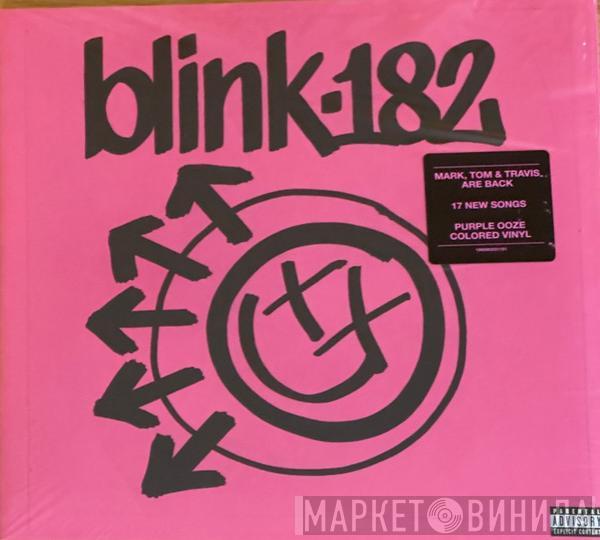 blink-182
MARK, TOM & TRAVIS.
ARE BACK
17 NEW SONGS
PURPLE OOZE
COLORED VINYL
МАРКЕТ ВИНИЛА
PARENTAL
ADVISORY
EXPLICIT CONTENT